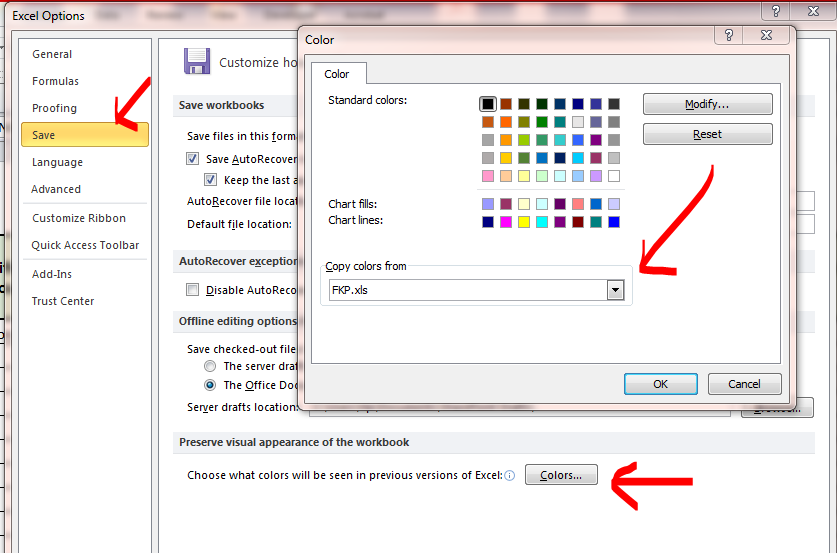 Excel Options
General
Formulas
Proofing
Save
Language
Advanced
Customize Ribbon
Quick Access Toolbar
Add-Ins
Trust Center
Customize ho
Save workbooks
Save files in this forma
Save AutoRecover
Keep the last a
AutoRecover file locat
Default file location:
AutoRecover exception
Disable AutoReco
Offline editing options
Save checked-out file
The server draf
The Office Doc
Server drafts location:
Browse...
Preserve visual appearance of the workbook
Choose what colors will be seen in previous versions of Excel:
Colors...
Color
Color
Standard colors:
Modify...
Reset
Chart fills:
Chart lines:
Copy colors from
FKP.xls
OK
Cancel